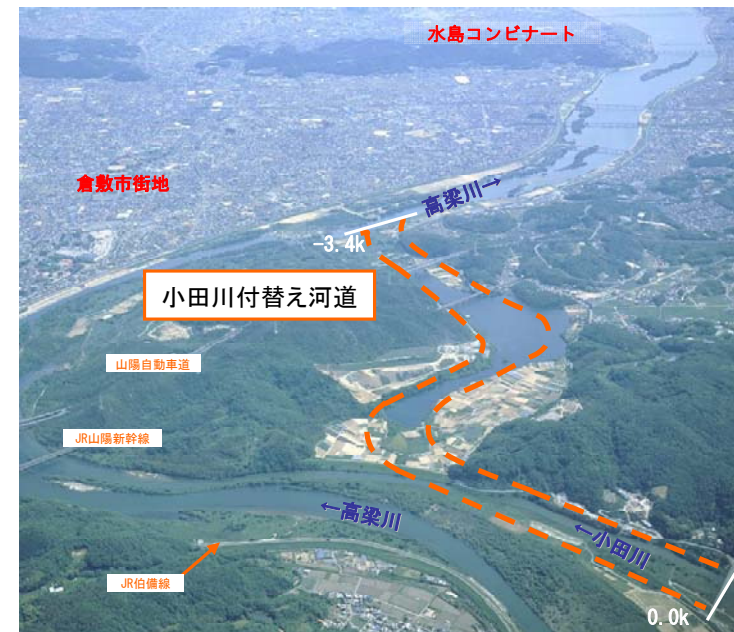 水島コンビナート
倉敷市街地
高梁川→
-3.4k
小田川付替え河道
山陽自動車道
JR山陽新幹線
←高梁川
←小田川
JR伯備線
0.0k